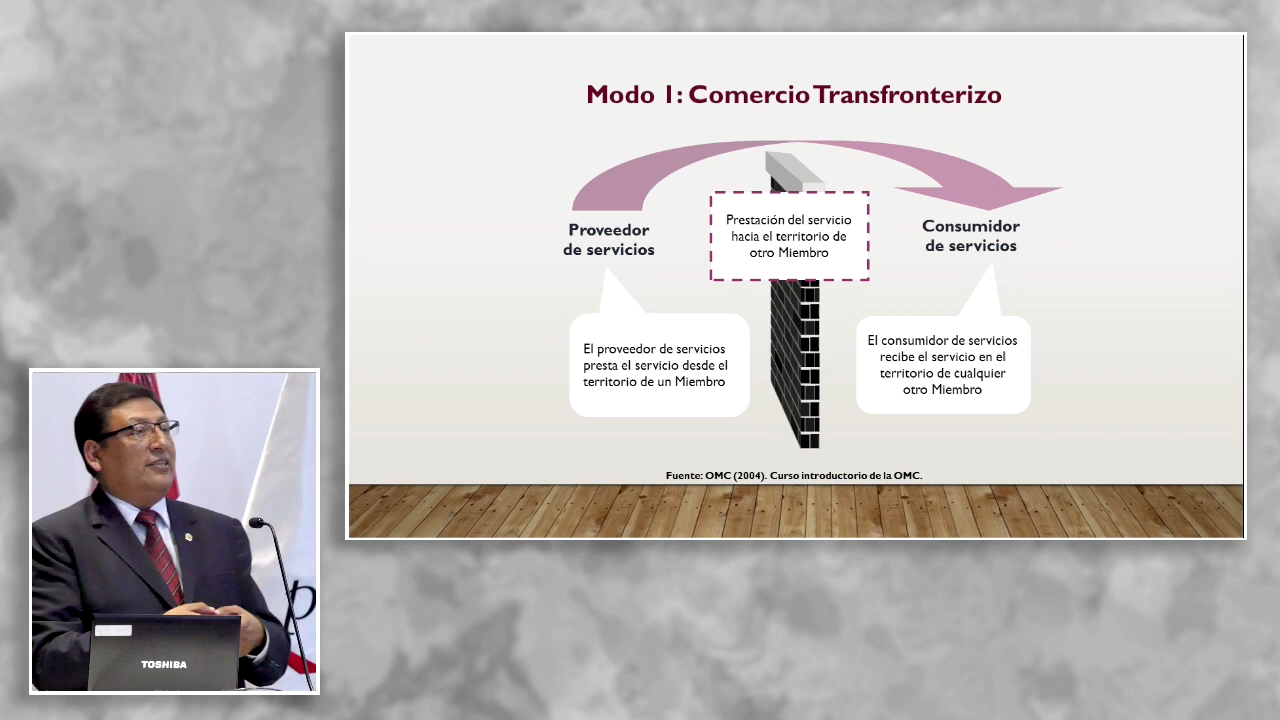 Modo 1: Comercio Transfronterizo
Proveedor
de servicios
Prestación del servicio
hacia el territorio de
otro Miembro
Consumidor
de servicios
El proveedor de servicios
presta el servicio desde el
territorio de un Miembro
El consumidor de servicios
recibe el servicio en el
territorio de cualquier
otro Miembro
Fuente: OMC (2004). Curso introductorio de la OMC.
TOSHIBA